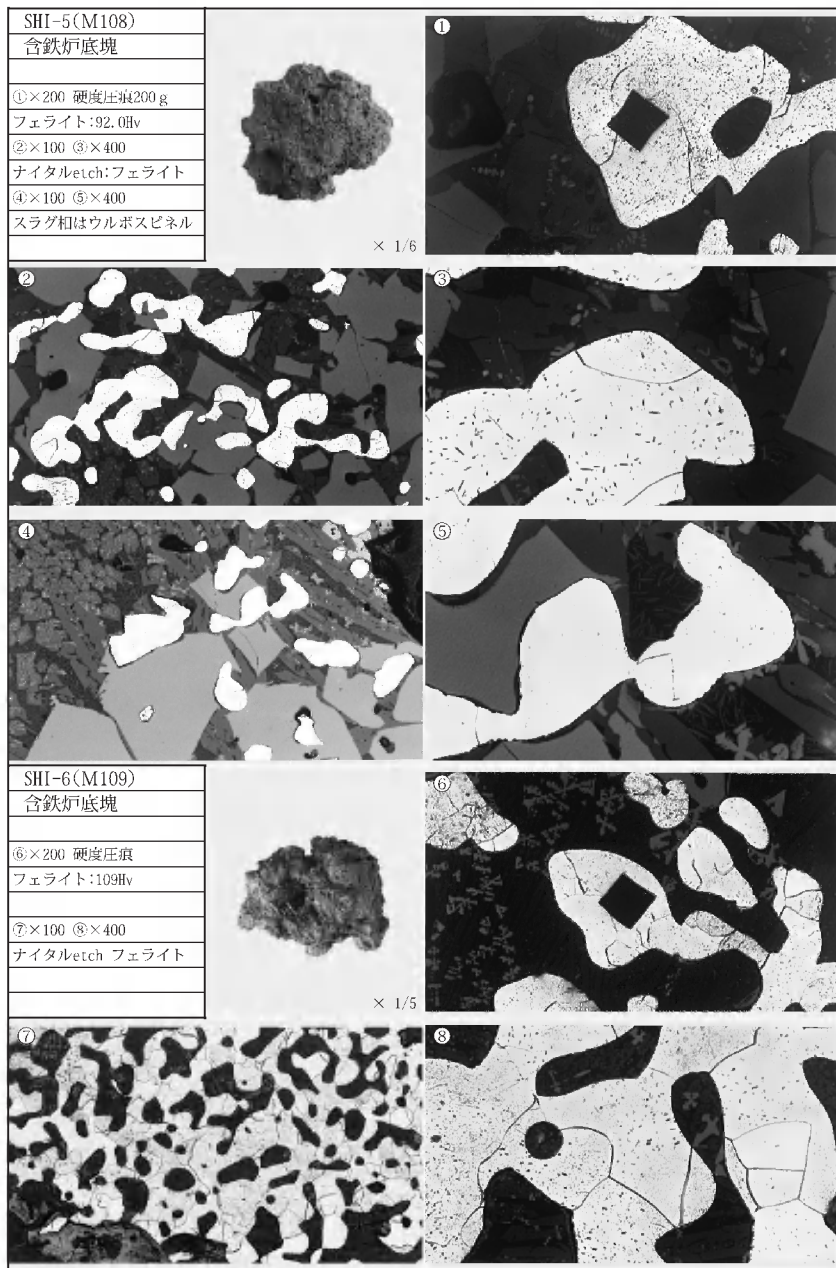 SHI-5(M108)
含鉄炉底塊
①×200 硬度圧痕200g
フェライト:92.0Hv
②×100 ③×400
ナイタルetch:フェライト
④×100 ⑤×400
スラグ相はウルボスピネル
× 1/6
①
②
③
④
⑤
SHI-6(M109)
含鉄炉底塊
⑥×200 硬度圧痕
フェライト:109Hv
⑦×100 ⑧×400
ナイタルetch フェライト
× 1/5
⑥
⑦
⑧